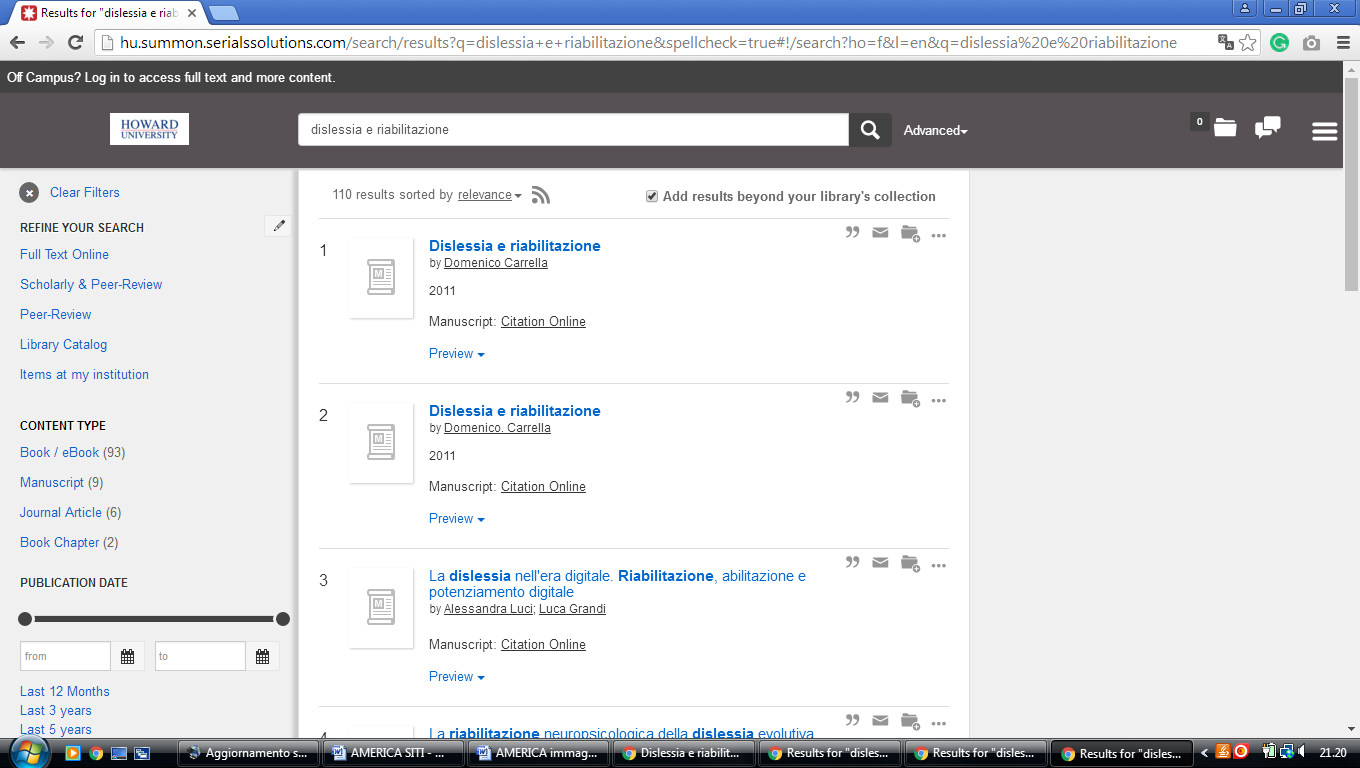 Results for "dislessia e riab
hu.summon.serialssolutions.com/search/results?q=dislessia+e+riabilitazione&spellcheck=true#!/search?ho=f&l=en&q=dislessia%20e%20riabilitazione
Off Campus? Log in to access full text and more content.
HOWARD
UNIVERSITY
dislessia e riabilitazione
Advanced
0
Clear Filters
REFINE YOUR SEARCH
Full Text Online
Scholarly & Peer-Review
Peer-Review
Library Catalog
Items at my institution
CONTENT TYPE
Book / eBook (93)
Manuscript (9)
Journal Article (6)
Book Chapter (2)
PUBLICATION DATE
from
to
Last 12 Months
Last 3 years
Last 5 years
110 results sorted by relevance
Add results beyond your library's collection
1
Dislessia e riabilitazione
by Domenico Carrella
2011
Manuscript: Citation Online
Preview
2
Dislessia e riabilitazione
by Domenico. Carrella
2011
Manuscript: Citation Online
Preview
3
La dislessia nell'era digitale. Riabilitazione, abilitazione e
potenziamento digitale
by Alessandra Luci; Luca Grandi
Manuscript: Citation Online
Preview
4
La riabilitazione neuropsicologica della dislessia evolutiva
Aggiornamento s...
AMERICA SITI - ...
AMERICA immag...
Dislessia e riabilit...
Results for "disles...
Results for "disles...
Results for "disles...
21.20